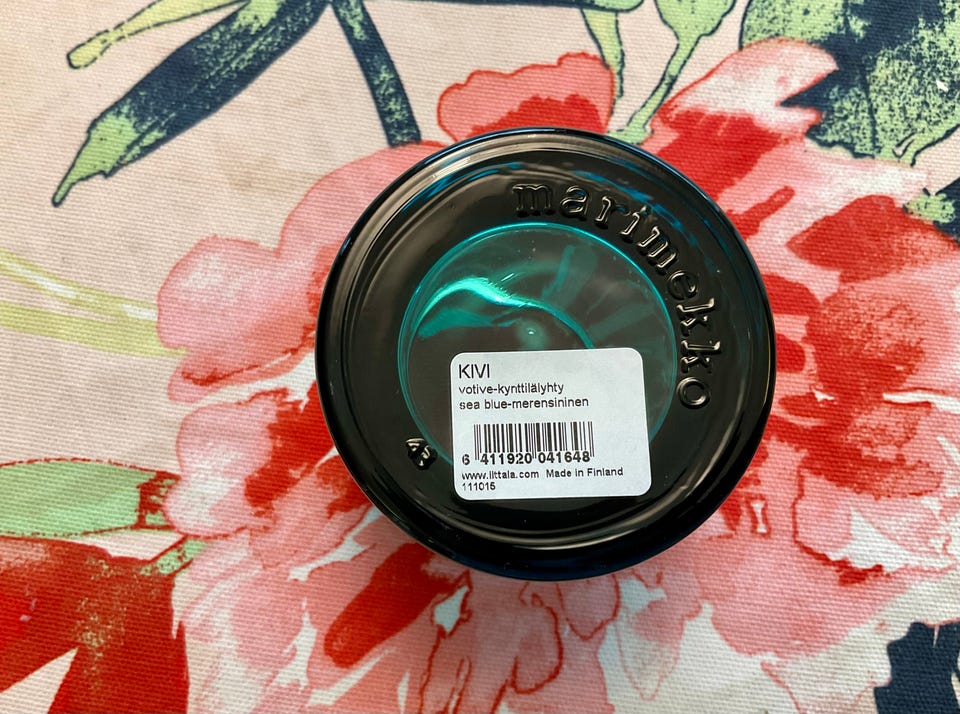 marimekko
KIVI
votive-kynttilälyhty
sea blue-merensininen
6 411920 041648
www.iittala.com Made in Finland
111015